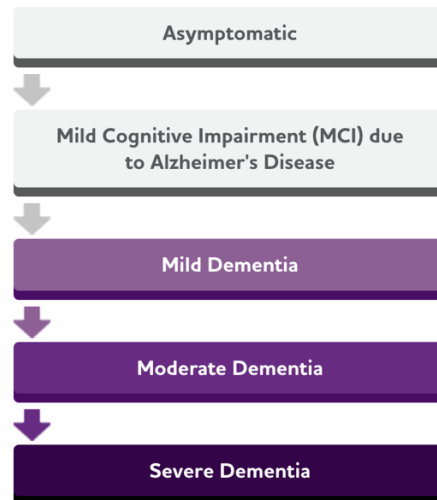 Asymptomatic
Mild Cognitive Impairment (MCI) due
to Alzheimer's Disease
Mild Dementia
Moderate Dementia
Severe Dementia